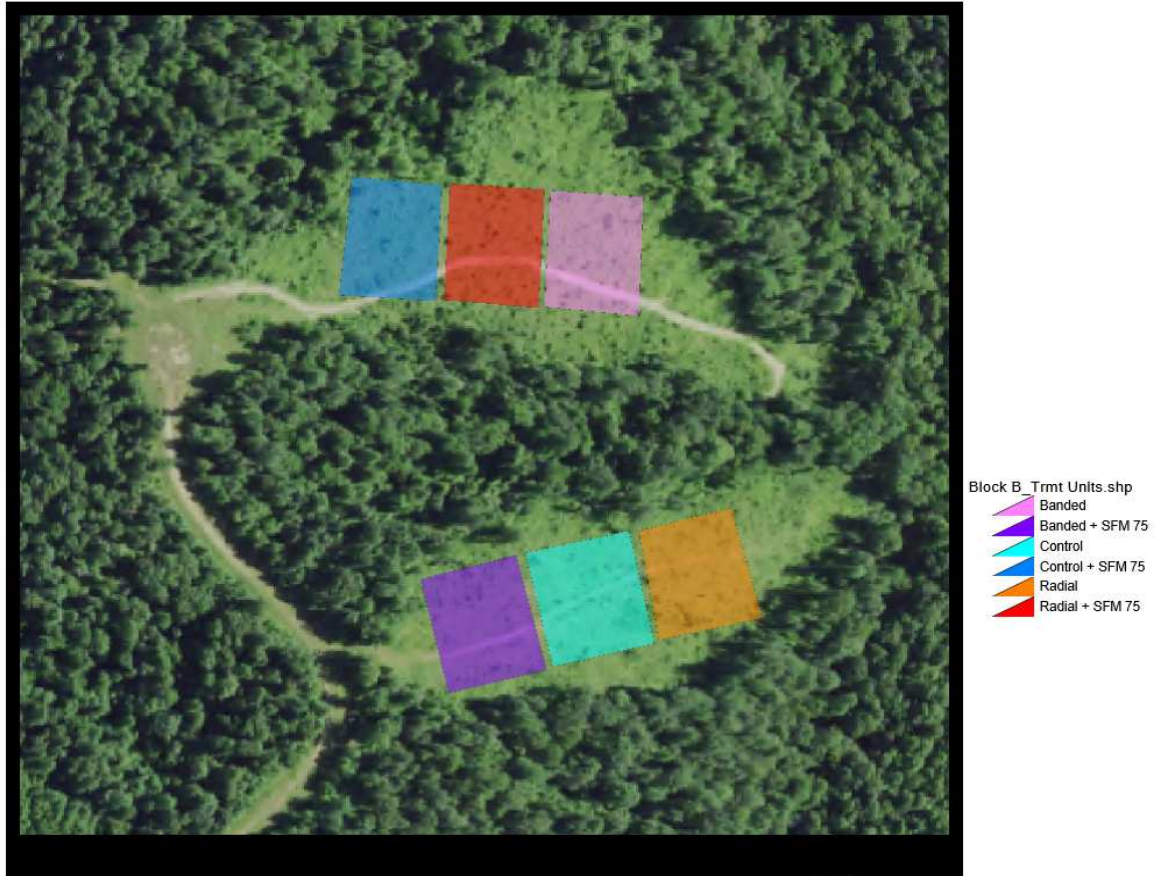 Block B_Trmt Units.shp
Banded
Banded + SFM 75
Control
Control + SFM 75
Radial
Radial + SFM 75